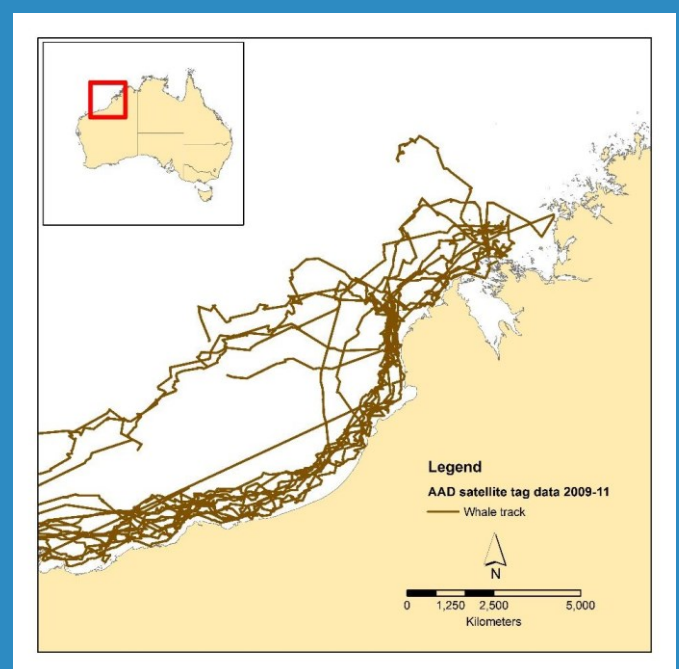 Legend
AAD satellite tag data 2009-11
Whale track
N
0 1,250 2,500 5,000
Kilometers